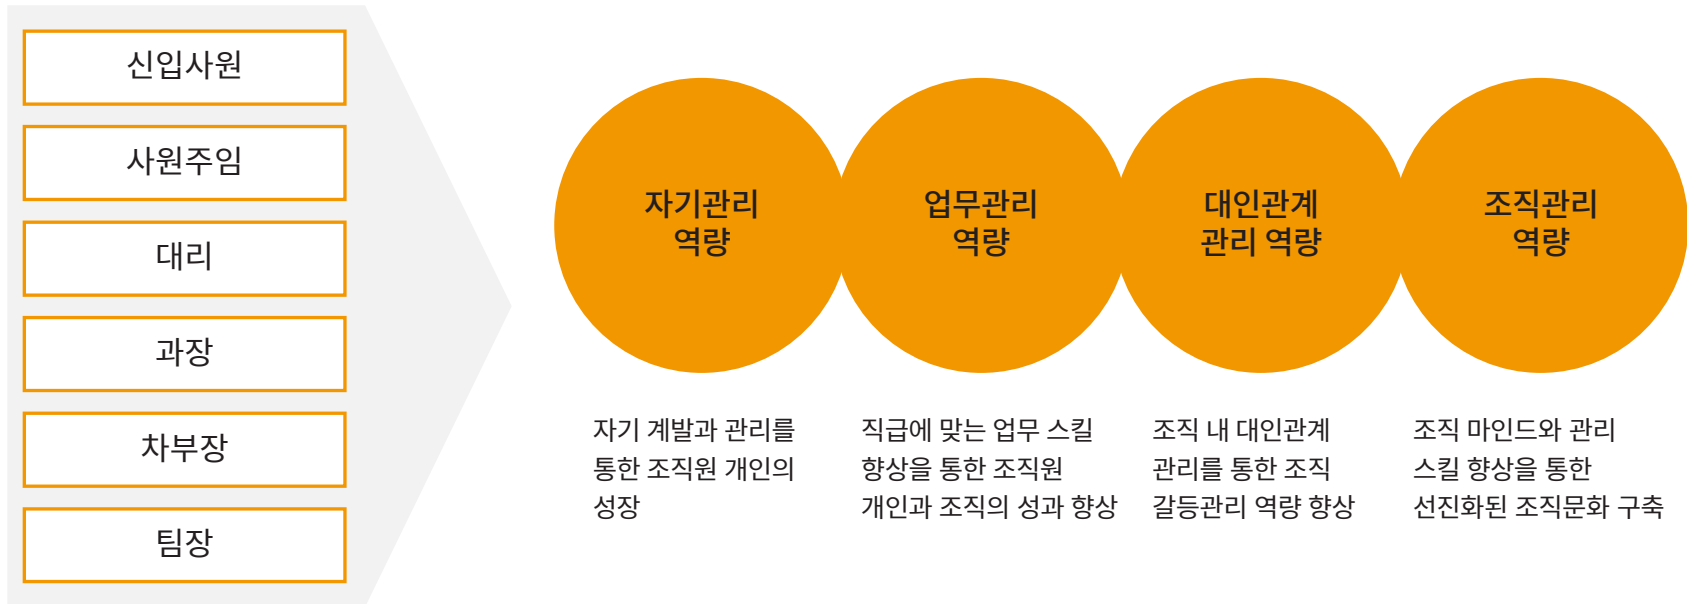 신입사원
사원주임
대리
과장
차부장
팀장
자기관리
역량
업무관리
역량
대인관계
관리 역량
조직관리
역량
자기 계발과 관리를
통한 조직원 개인의
성장
직급에 맞는 업무 스킬
향상을 통한 조직원
개인과 조직의 성과 향상
조직 내 대인관계
관리를 통한 조직
갈등관리 역량 향상
조직 마인드와 관리
스킬 향상을 통한
선진화된 조직문화 구축